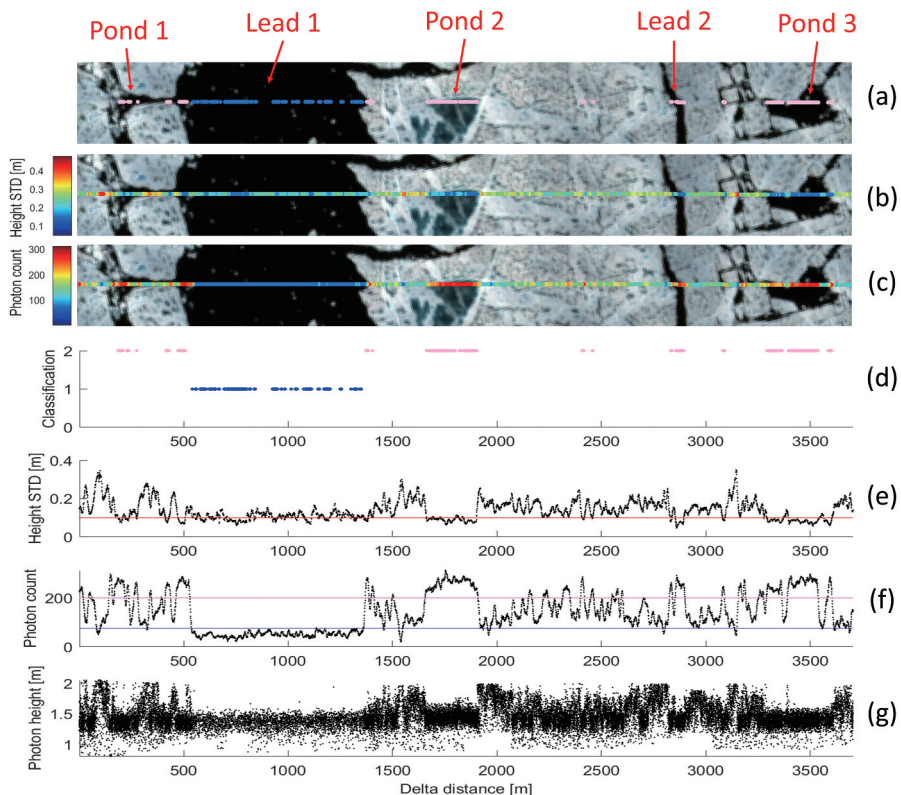 Pond 1
Lead 1
Pond 2
Lead 2
Pond 3
(a)
Height STD [m]
0.4
0.3
0.2
0.1
(b)
Photon count
300
200
100
(c)
Classification
2
1
0
500 1000 1500 2000 2500 3000 3500
(d)
Height STD [m]
0.4
0.2
0
500 1000 1500 2000 2500 3000 3500
(e)
Photon count
200
0
500 1000 1500 2000 2500 3000 3500
(f)
Photon height [m]
2
1.5
1
500 1000 1500 2000 2500 3000 3500
(g)
Delta distance [m]